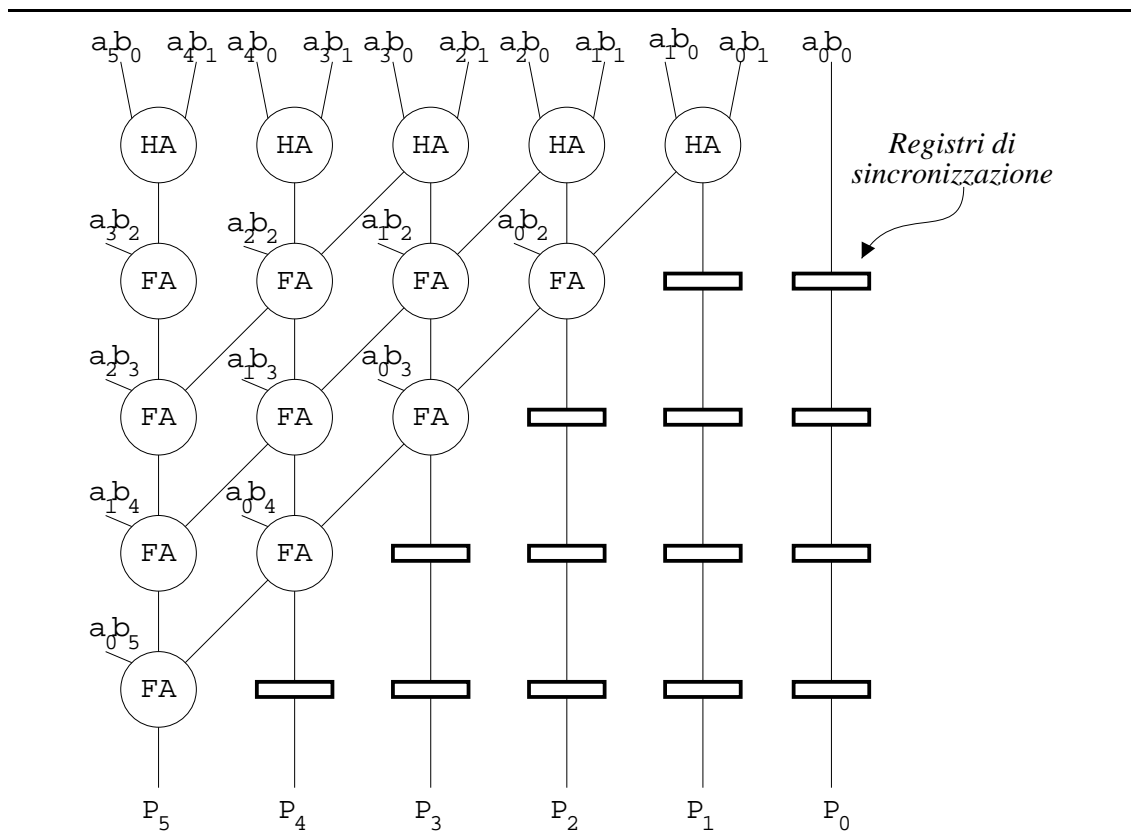 a5b0 a4b1 a4b0 a3b1 a3b0 a2b1 a2b0 a1b1 a1b0 a0b1 a0b0
HA HA HA HA HA
Registri di
sincronizzazione
a3b2 a2b2 a1b2 a0b2
FA FA FA FA
a2b3 a1b3 a0b3
FA FA FA
a1b4 a0b4
FA FA
a0b5
FA
P5 P4 P3 P2 P1 P0